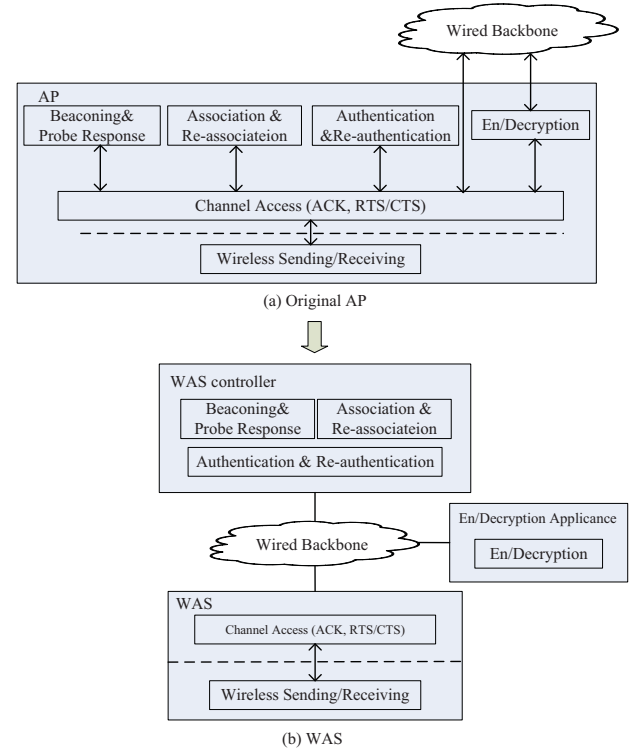 Wired Backbone
AP
Beaconing&
Probe Response
Association &
Re-associateion
Authentication
&Re-authentication
En/Decryption
Channel Access (ACK, RTS/CTS)
Wireless Sending/Receiving
(a) Original AP
WAS controller
Beaconing&
Probe Response
Association &
Re-associateion
Authentication & Re-authentication
Wired Backbone
En/Decryption Applicance
En/Decryption
WAS
Channel Access (ACK, RTS/CTS)
Wireless Sending/Receiving
(b) WAS